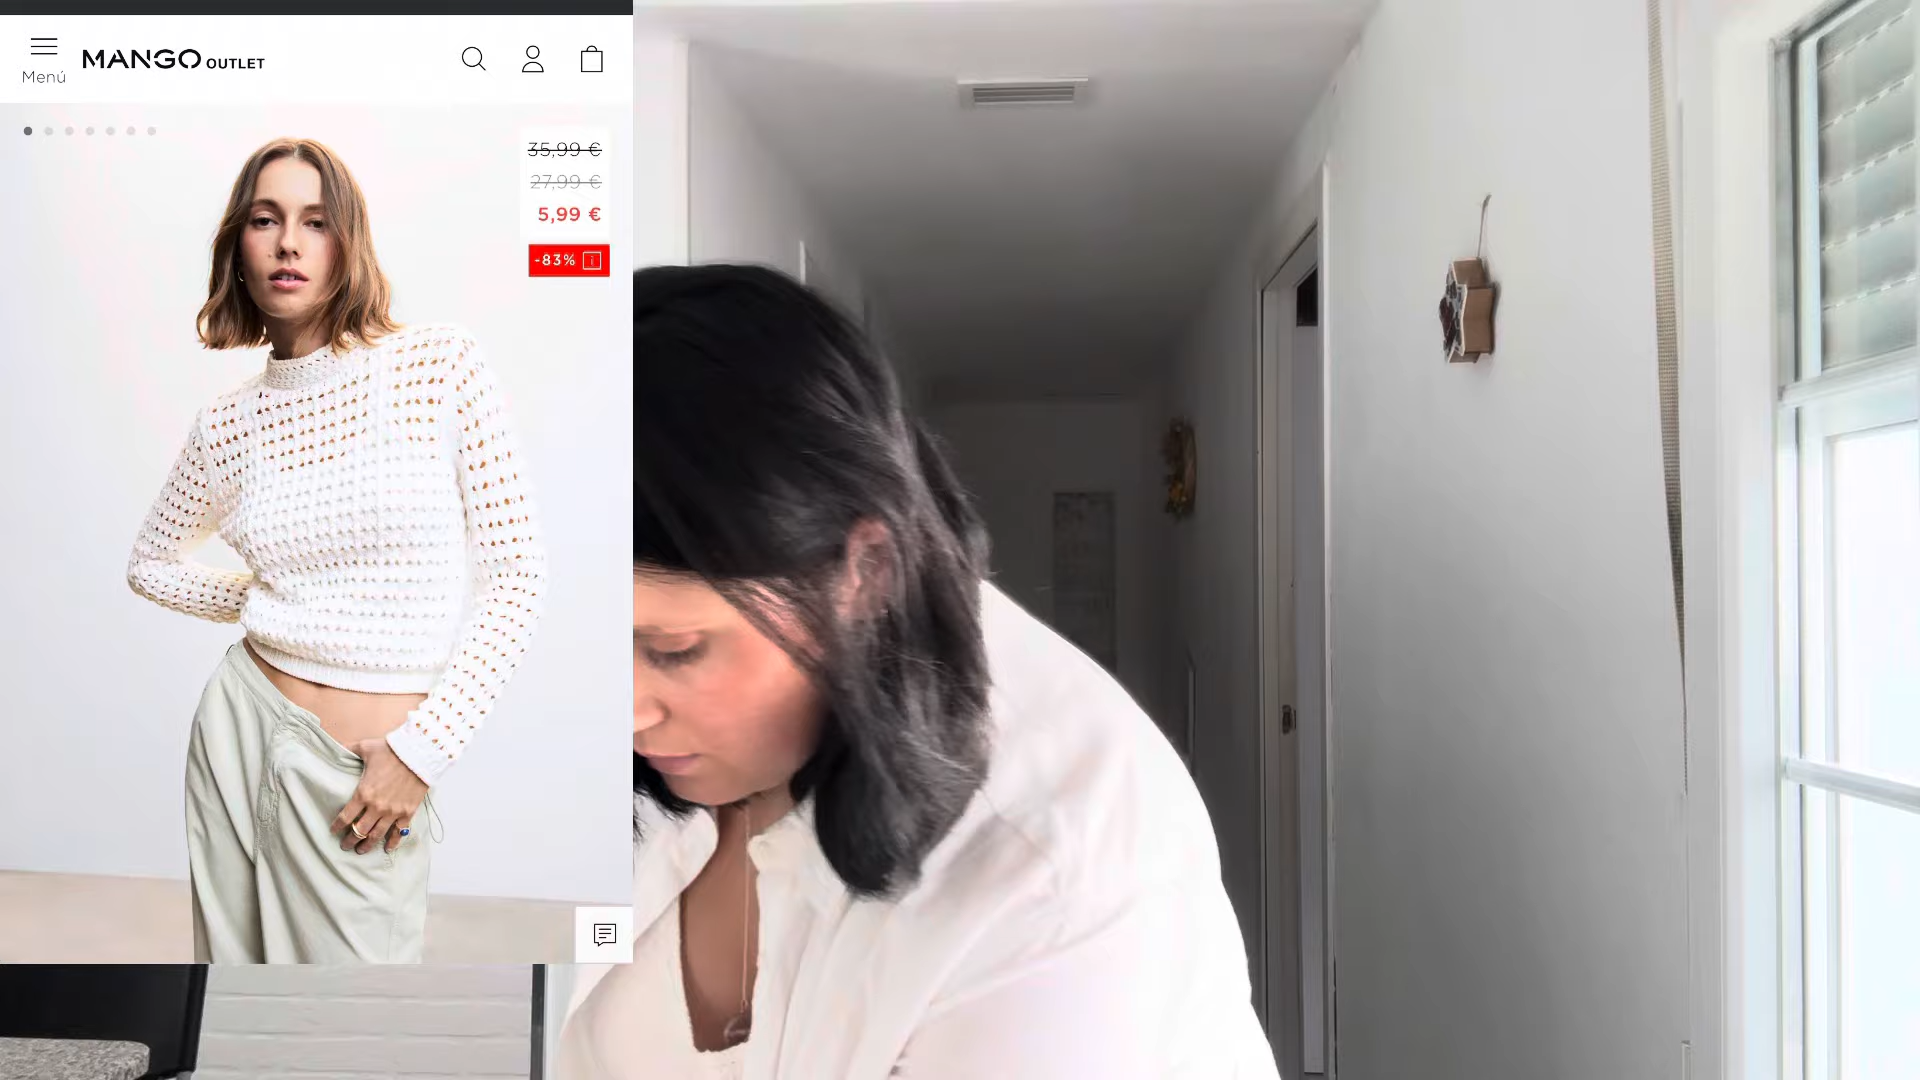 Menú
MANGO OUTLET
35,99 €
27,99 €
5,99 €
-83% i